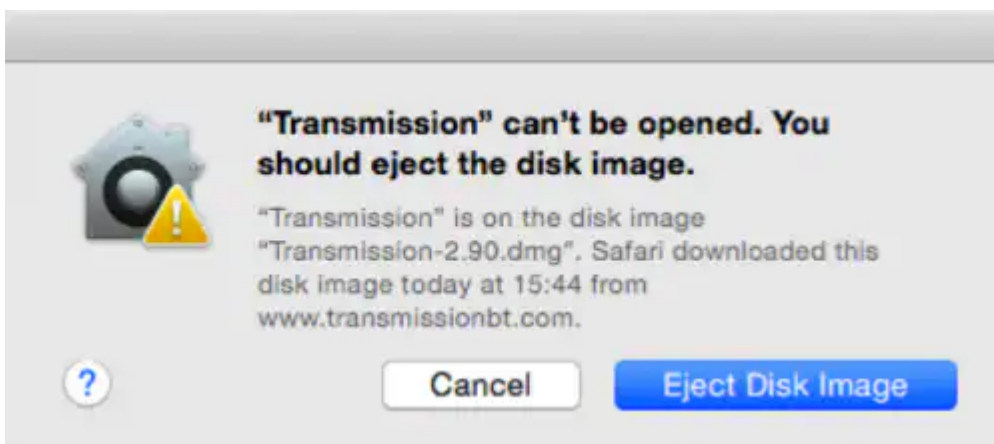 “Transmission” can’t be opened. You
should eject the disk image.
“Transmission” is on the disk image
“Transmission-2.90.dmg”. Safari downloaded this
disk image today at 15:44 from
www.transmissionbt.com.
?
Cancel
Eject Disk Image